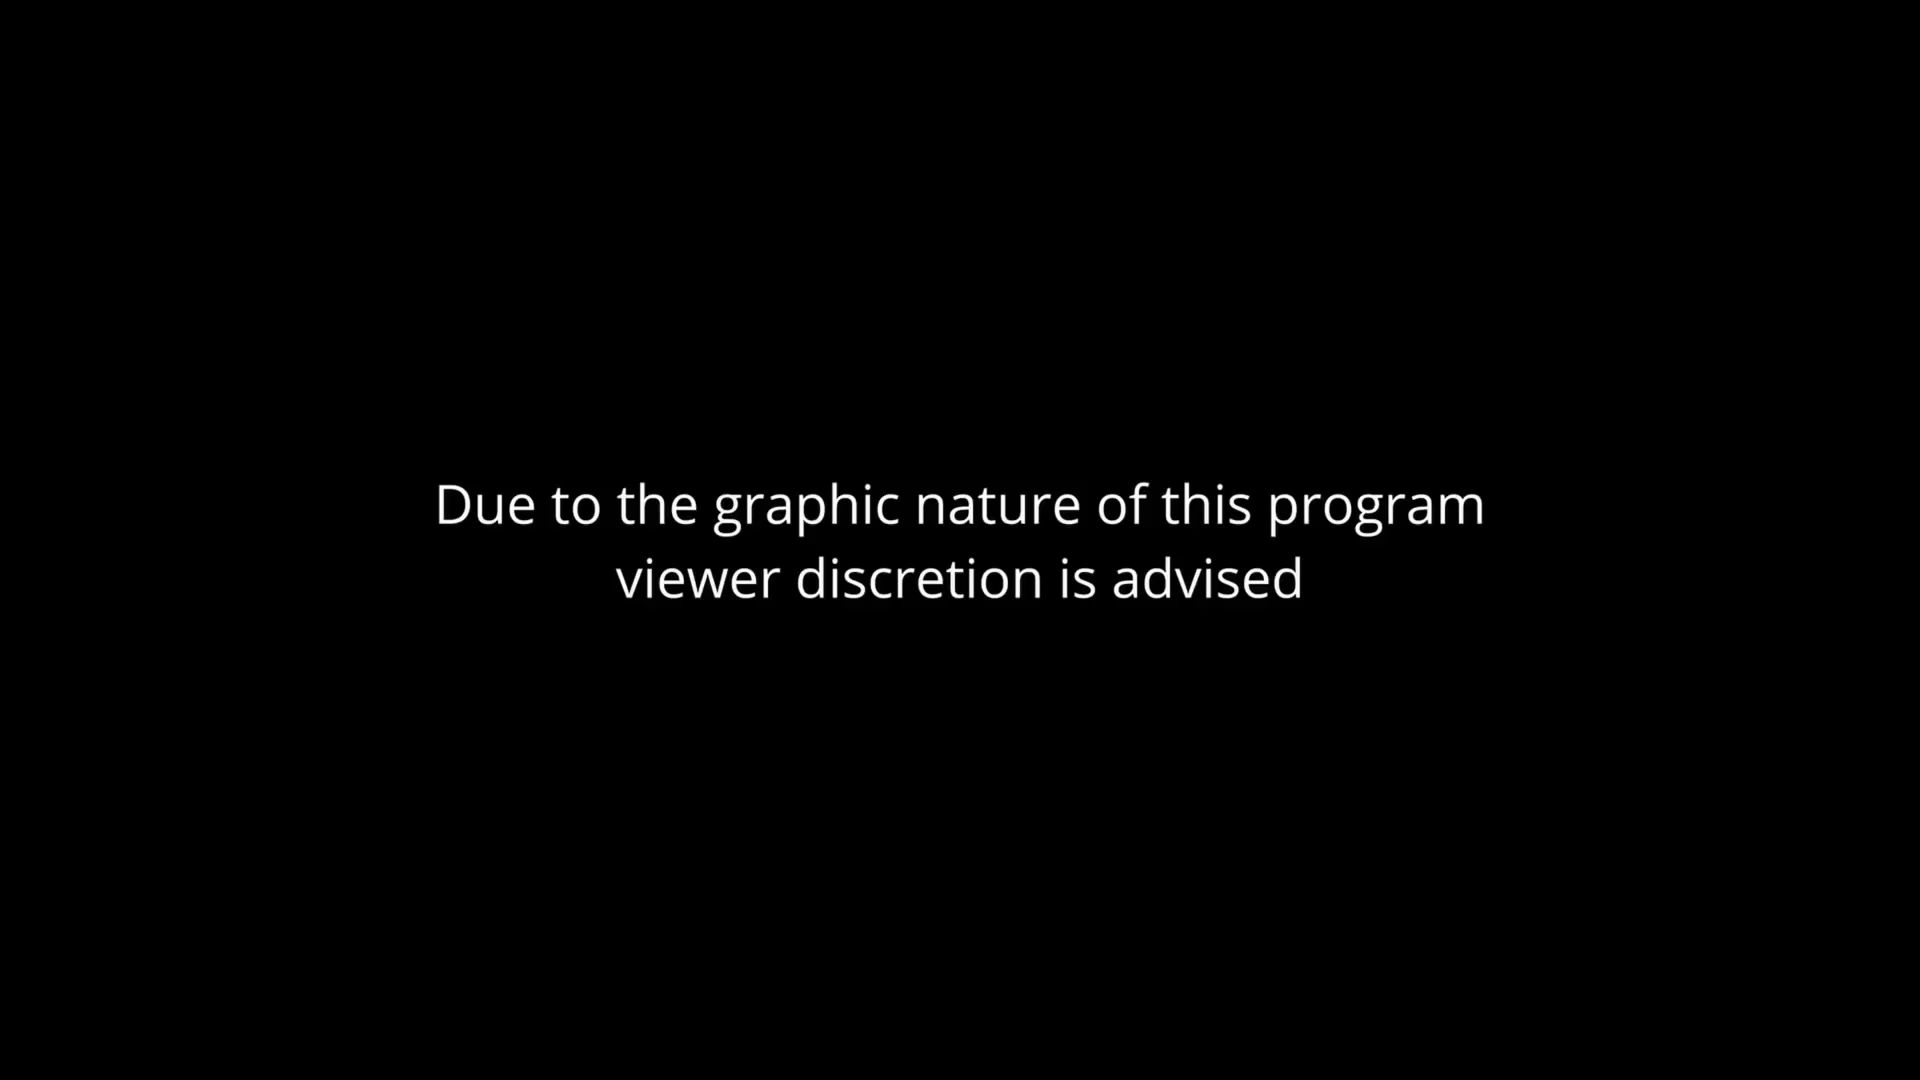 Due to the graphic nature of this program
viewer discretion is advised